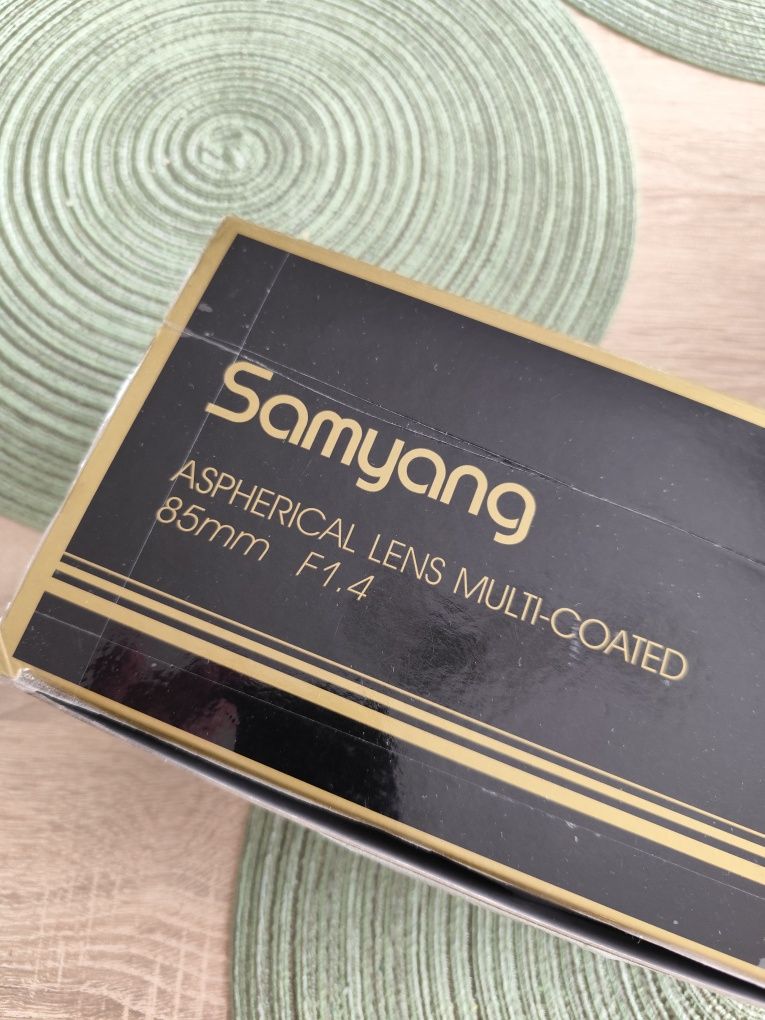 Samyang
ASPHERICAL LENS MULTI-COATED
85mm F1.4